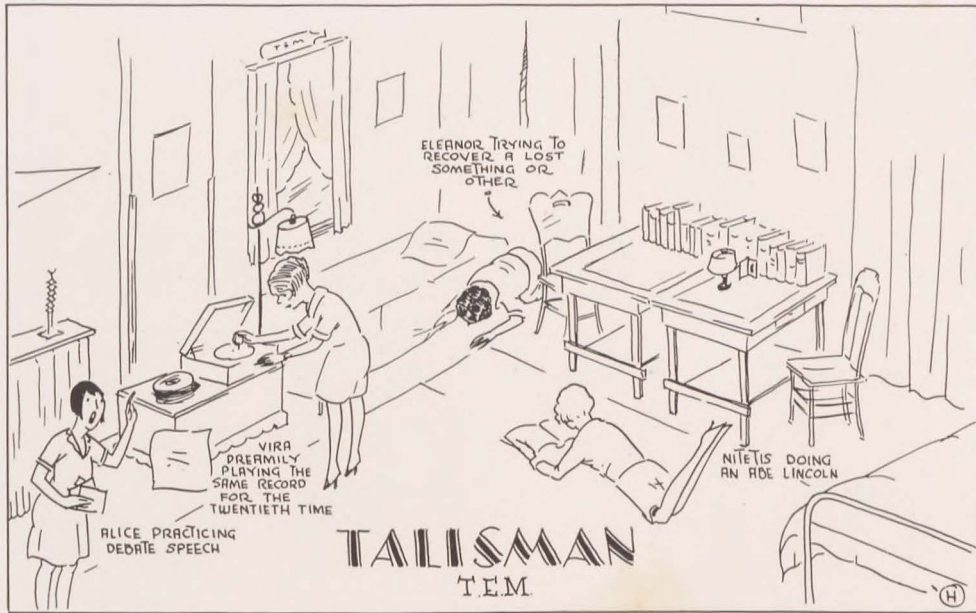 TEM
ELEANOR TRYING TO
RECOVER A LOST
SOMETHING OR
OTHER
VIRA
DREAMILY
PLAYING THE
SAME RECORD
FOR THE
TWENTIETH TIME
NITETIS DOING
AN ABE LINCOLN
ALICE PRACTICING
DEBATE SPEECH
TALISMAN
T.E.M.
H